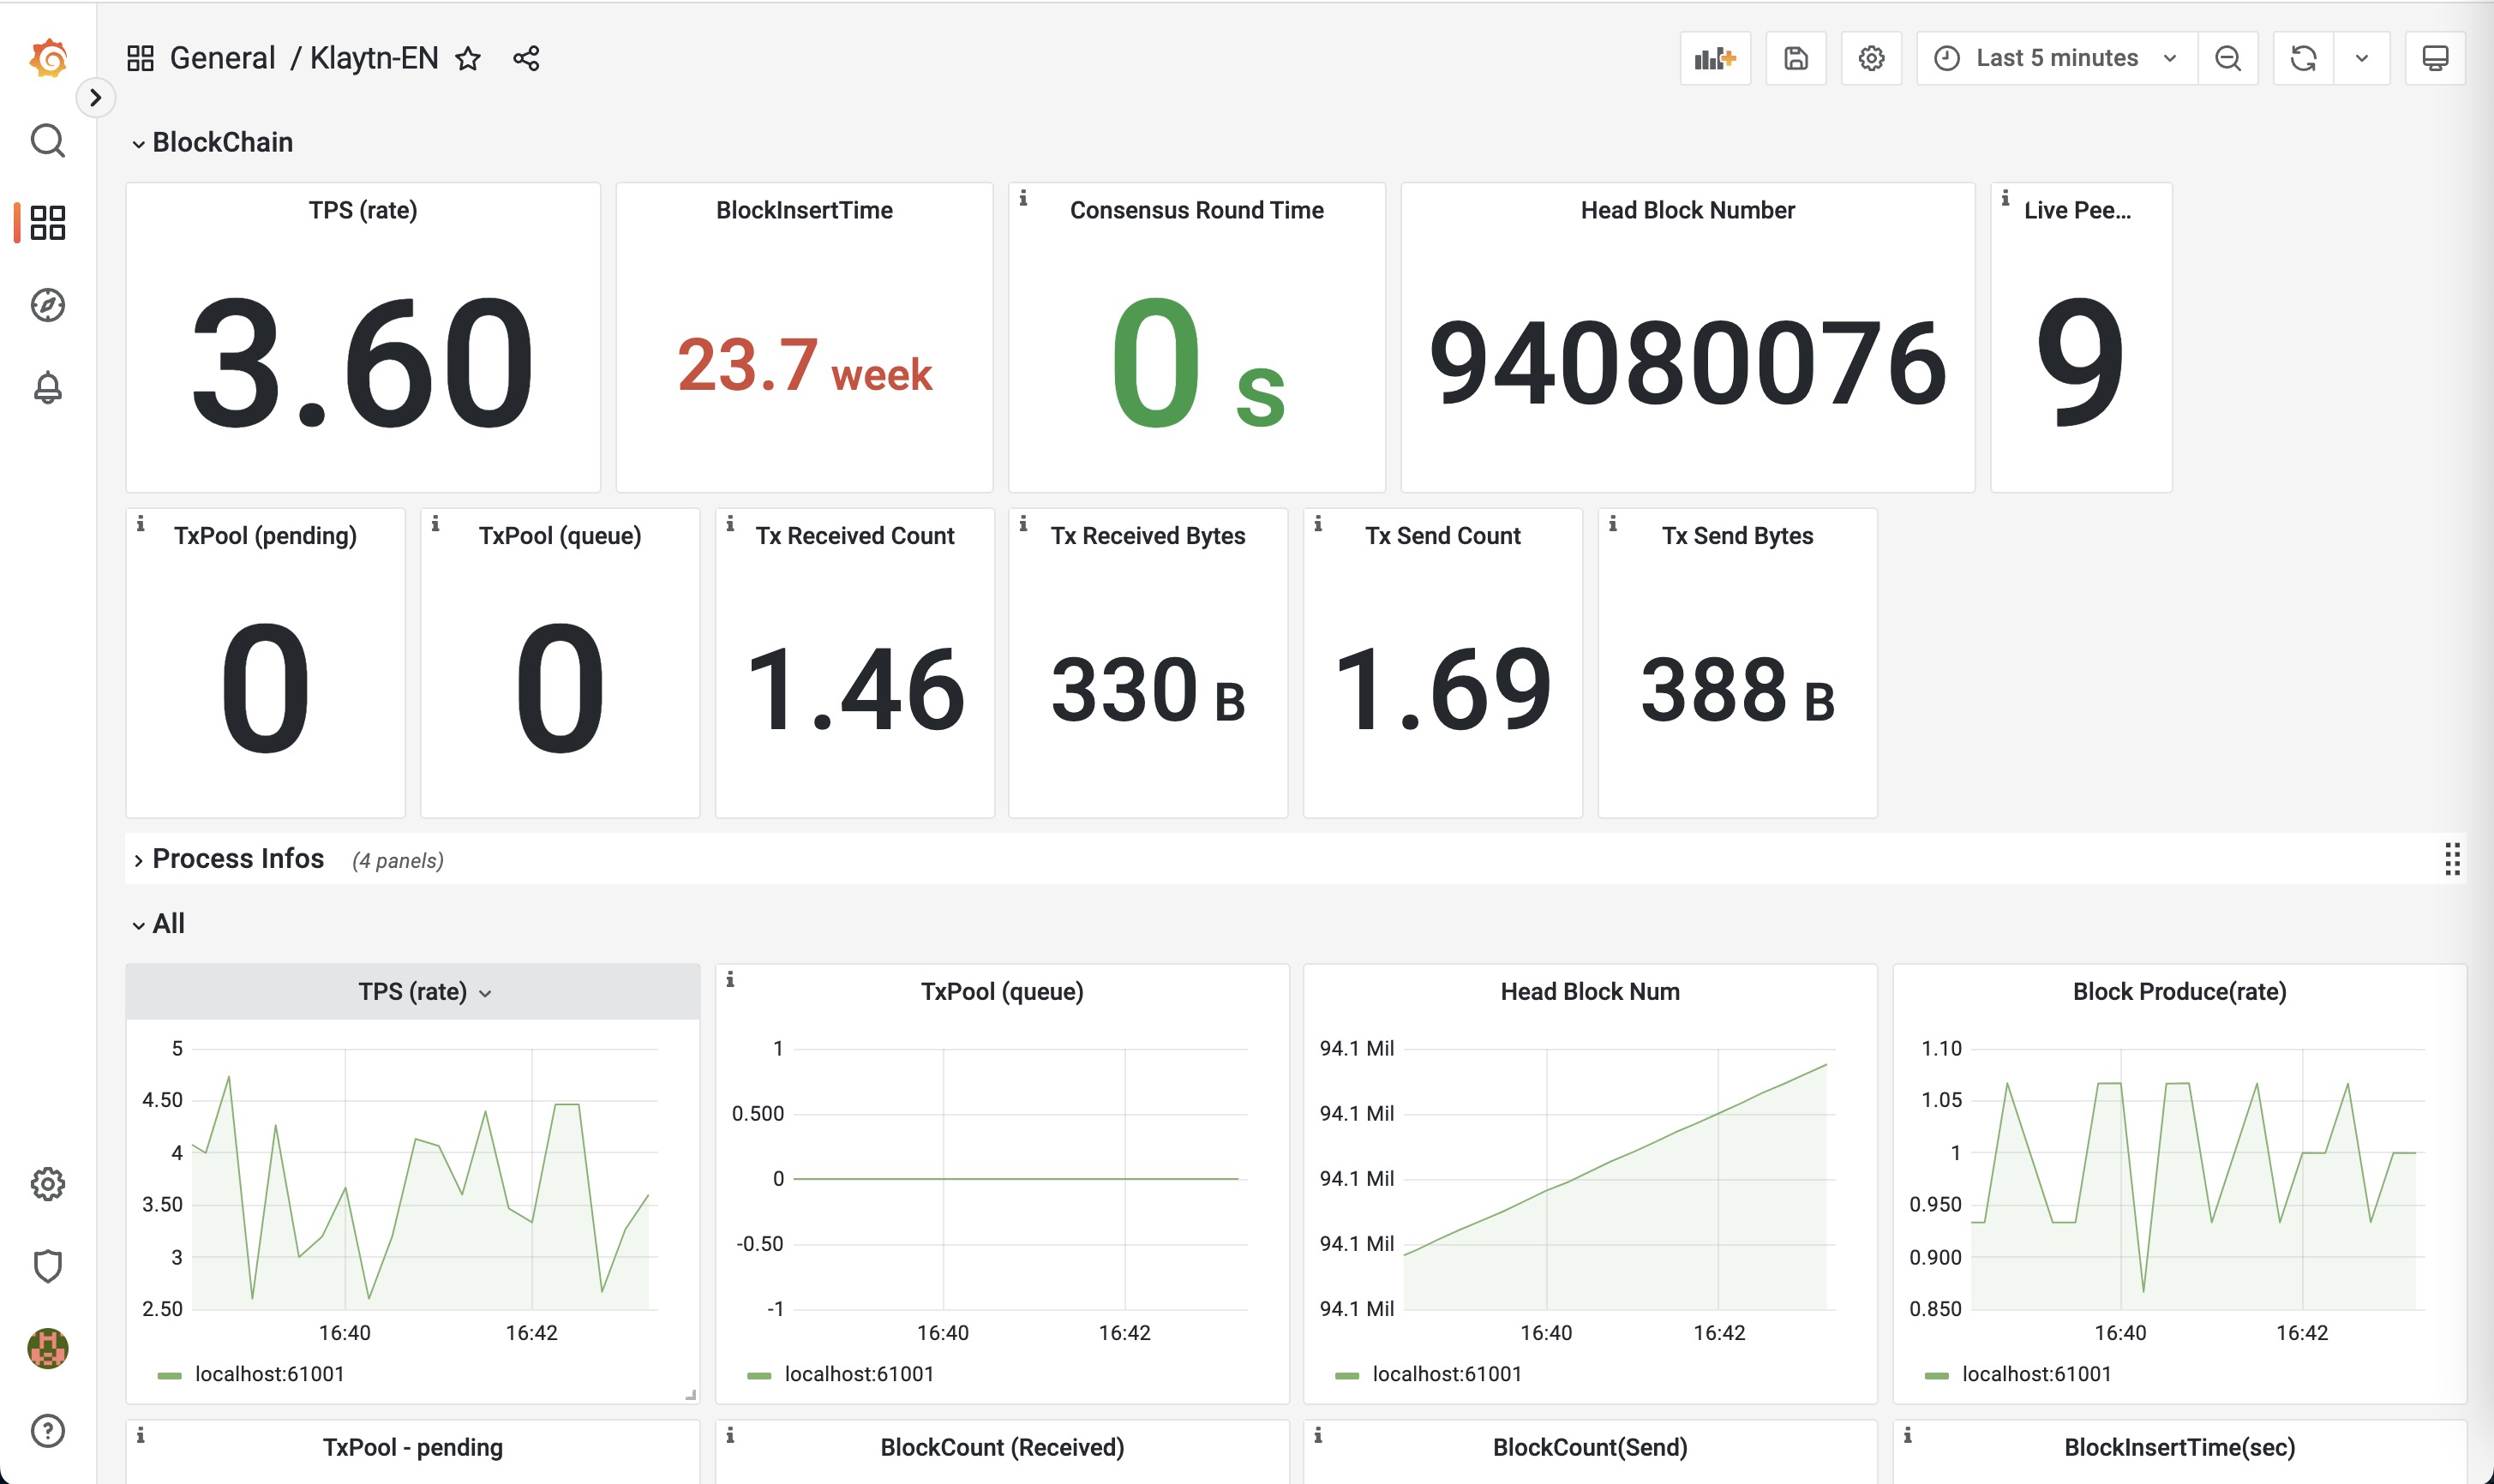 General / Klaytn-EN
Last 5 minutes
BlockChain
TPS (rate)
3.60
BlockInsertTime
23.7 week
Consensus Round Time
0 s
Head Block Number
94080076
Live Pee...
9
TxPool (pending)
0
TxPool (queue)
0
Tx Received Count
1.46
Tx Received Bytes
330 B
Tx Send Count
1.69
Tx Send Bytes
388 B
Process Infos (4 panels)
All
TPS (rate)
5
4.50
4
3.50
3
2.50
16:40 16:42
localhost:61001
TxPool (queue)
1
0.500
0
-0.50
-1
16:40 16:42
localhost:61001
Head Block Num
94.1 Mil
94.1 Mil
94.1 Mil
94.1 Mil
94.1 Mil
16:40 16:42
localhost:61001
Block Produce(rate)
1.10
1.05
1
0.950
0.900
0.850
16:40 16:42
localhost:61001
TxPool - pending
BlockCount (Received)
BlockCount(Send)
BlockInsertTime(sec)